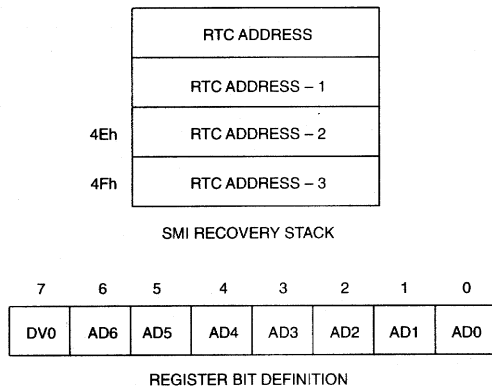 RTC ADDRESS
RTC ADDRESS – 1
4Eh RTC ADDRESS – 2
4Fh RTC ADDRESS – 3
SMI RECOVERY STACK
7 6 5 4 3 2 1 0
DV0 AD6 AD5 AD4 AD3 AD2 AD1 AD0
REGISTER BIT DEFINITION